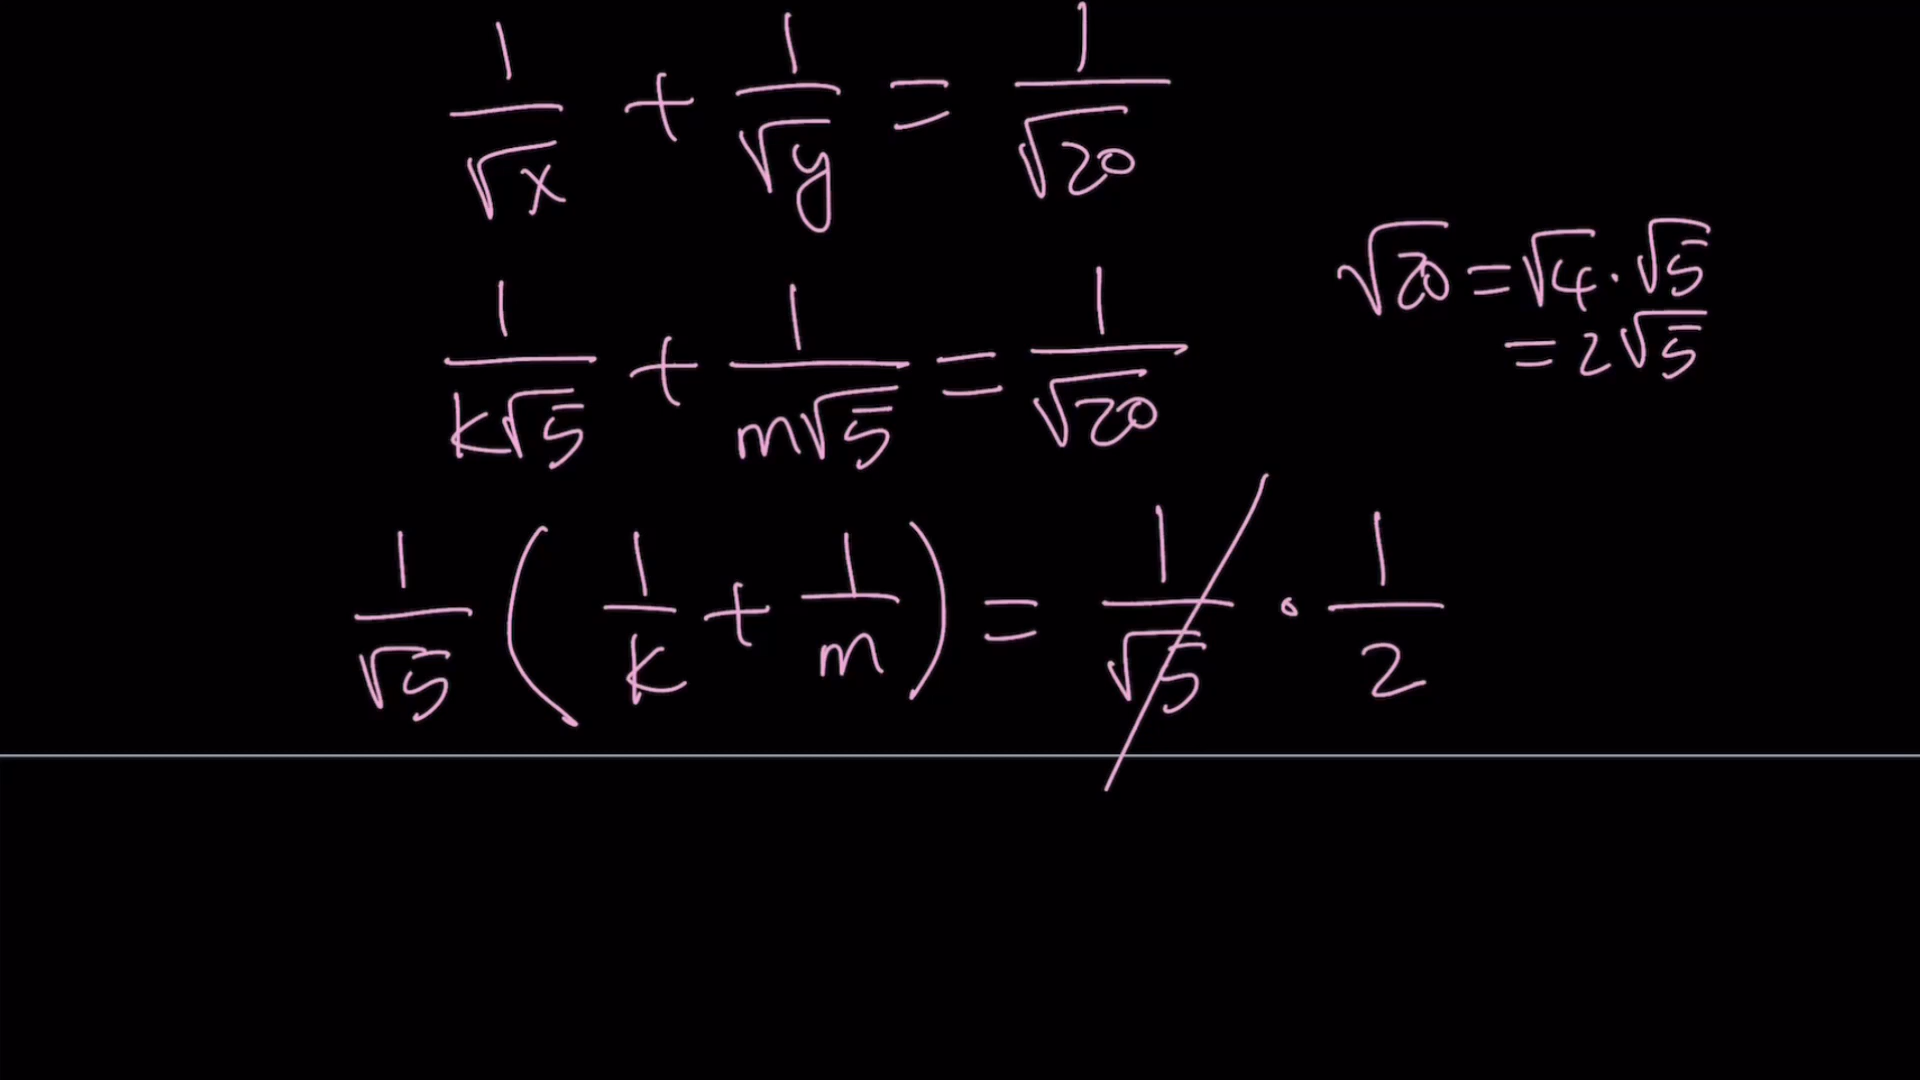 1/√x + 1/√y = 1/√20
√20 = √4 · √5
= 2√5
1/(k√5) + 1/(m√5) = 1/√20
1/√5 ( 1/k + 1/m ) = 1/√5 · 1/2